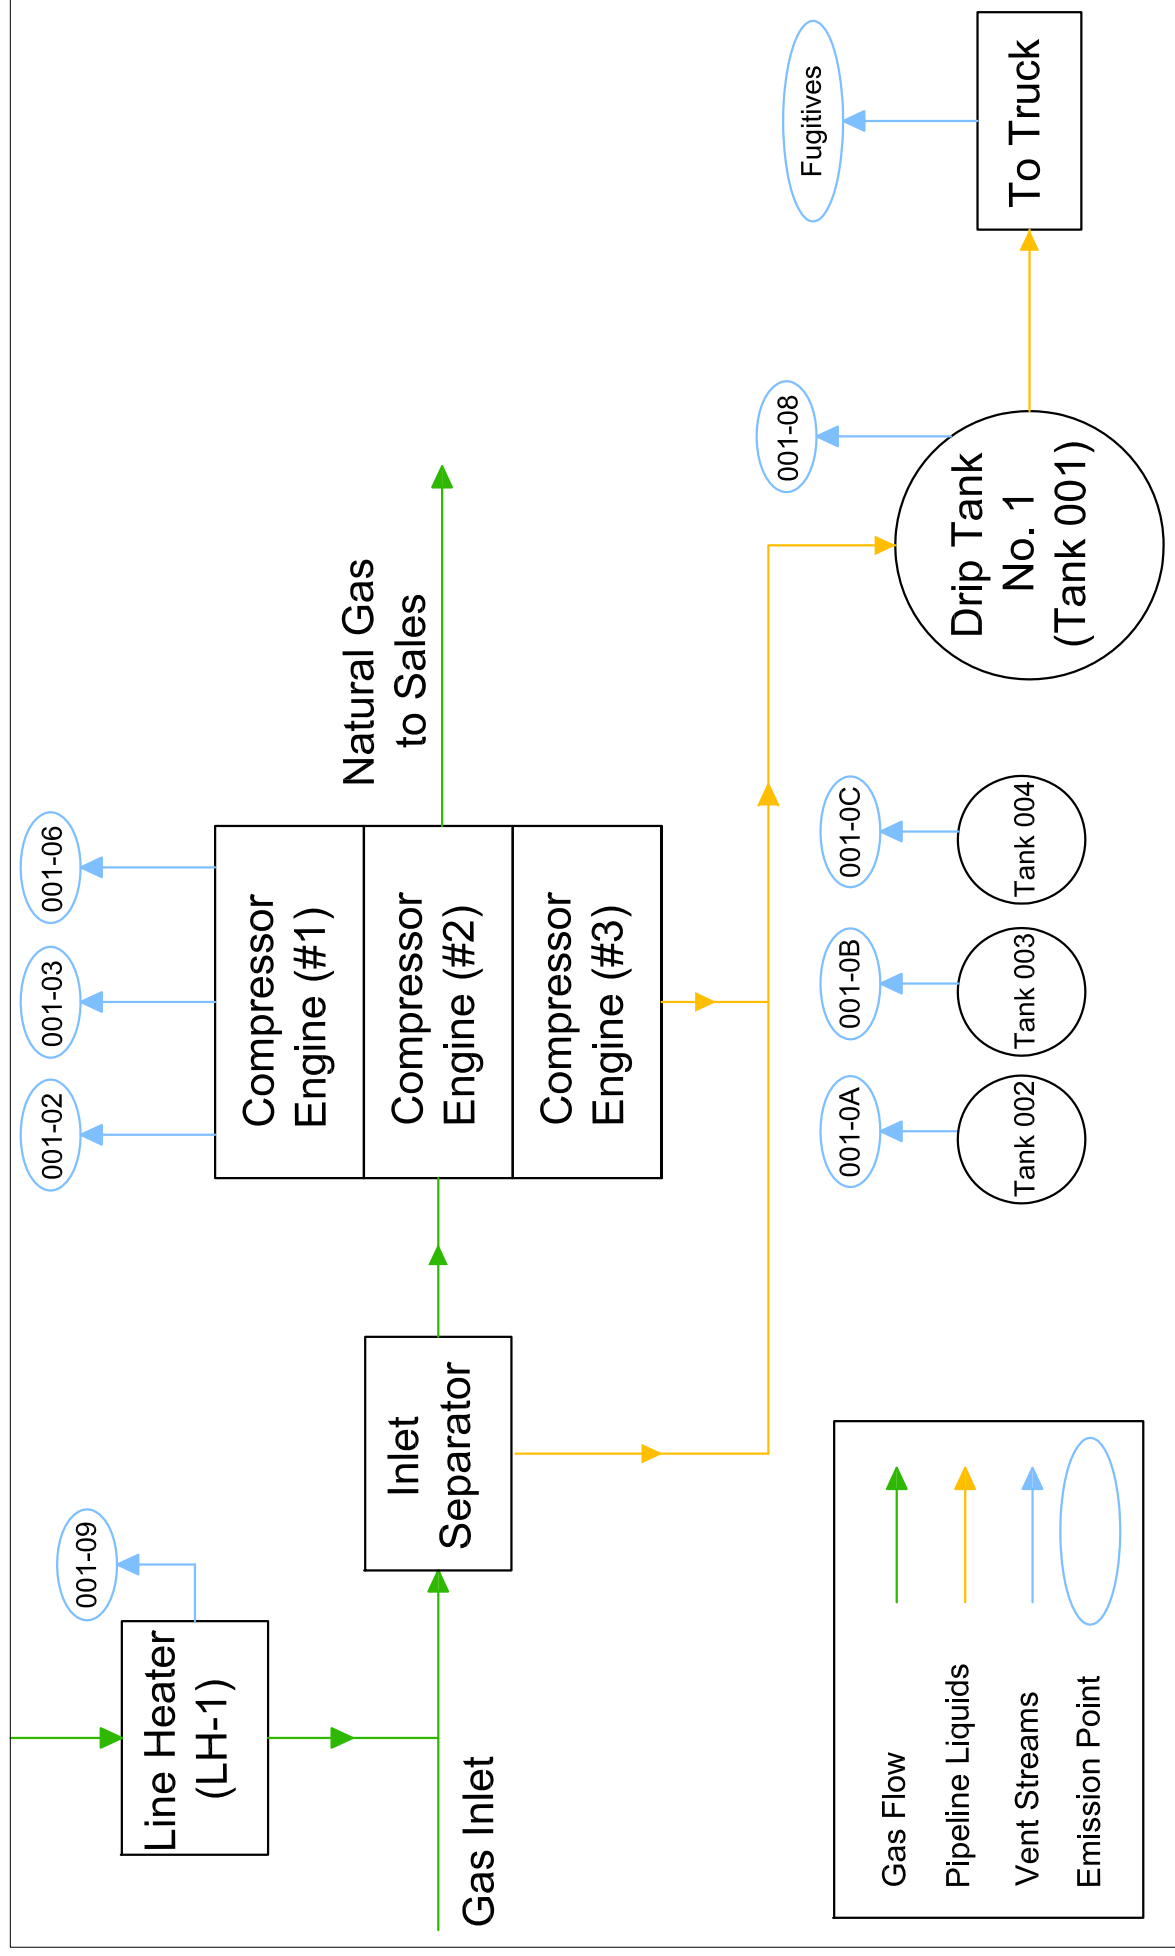 001-09
Line Heater
(LH-1)
Gas Inlet
Inlet
Separator
001-02
001-03
001-06
Compressor
Engine (#1)
Compressor
Engine (#2)
Compressor
Engine (#3)
Natural Gas
to Sales
001-0A
001-0B
001-0C
Tank 002
Tank 003
Tank 004
001-08
Drip Tank
No. 1
(Tank 001)
Fugitives
To Truck
Gas Flow
Pipeline Liquids
Vent Streams
Emission Point